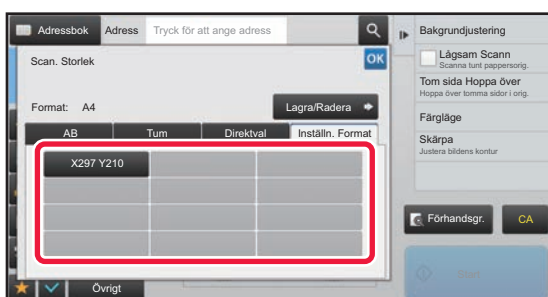 Adressbok
Adress
Tryck för att ange adress
Scan. Storlek
OK
Format: A4
Lagra/Radera
AB
Tum
Direktval
Inställn. Format
X297 Y210
Övrigt
Bakgrundjustering
Lågsam Scann
Scanna tunt pappersorig.
Tom sida Hoppa över
Hoppa över tomma sidor i orig.
Färgläge
Skärpa
Justera bildens kontur
Förhandsgr.
CA
Start